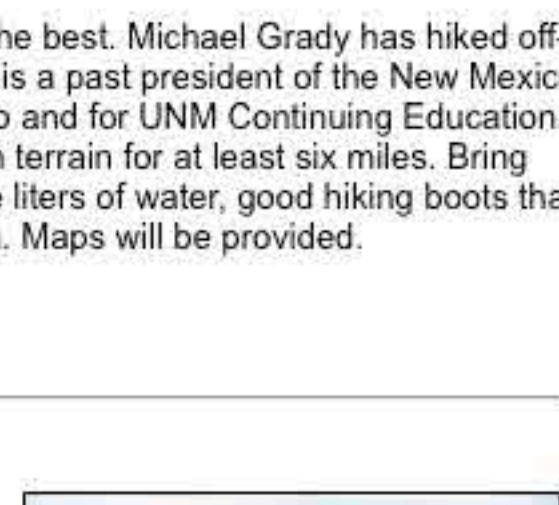 he best. Michael Grady has hiked off-
is a past president of the New Mexic
o and for UNM Continuing Education
n terrain for at least six miles. Bring
e liters of water, good hiking boots tha
. Maps will be provided.